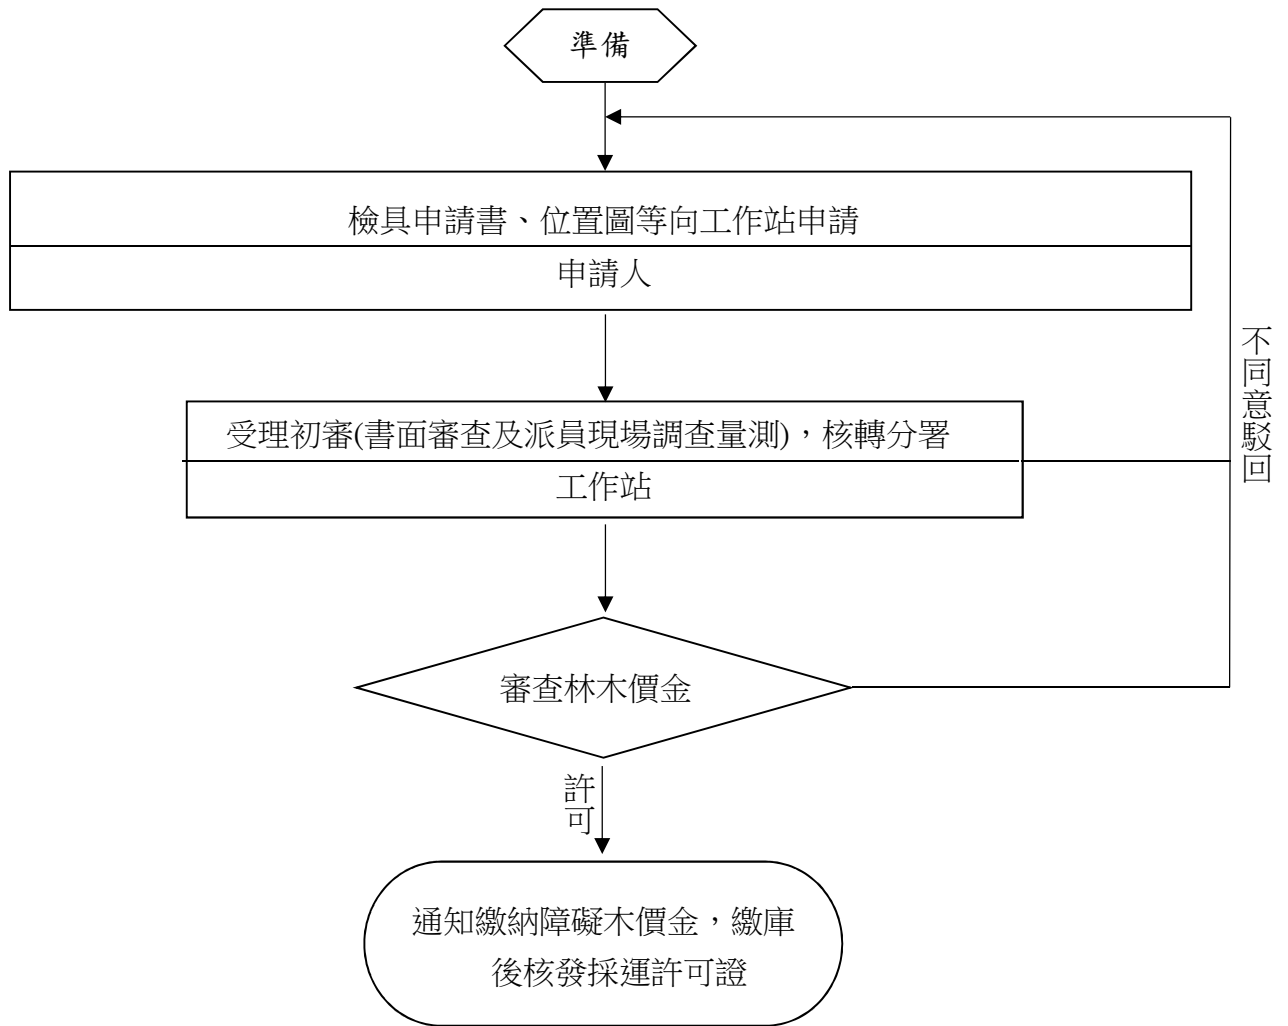 準備
檢具申請書、位置圖等向工作站申請
申請人
受理初審(書面審查及派員現場調查量測)，核轉分署
工作站
不同意駁回
審查林木價金
許可
通知繳納障礙木價金，繳庫
後核發採運許可證